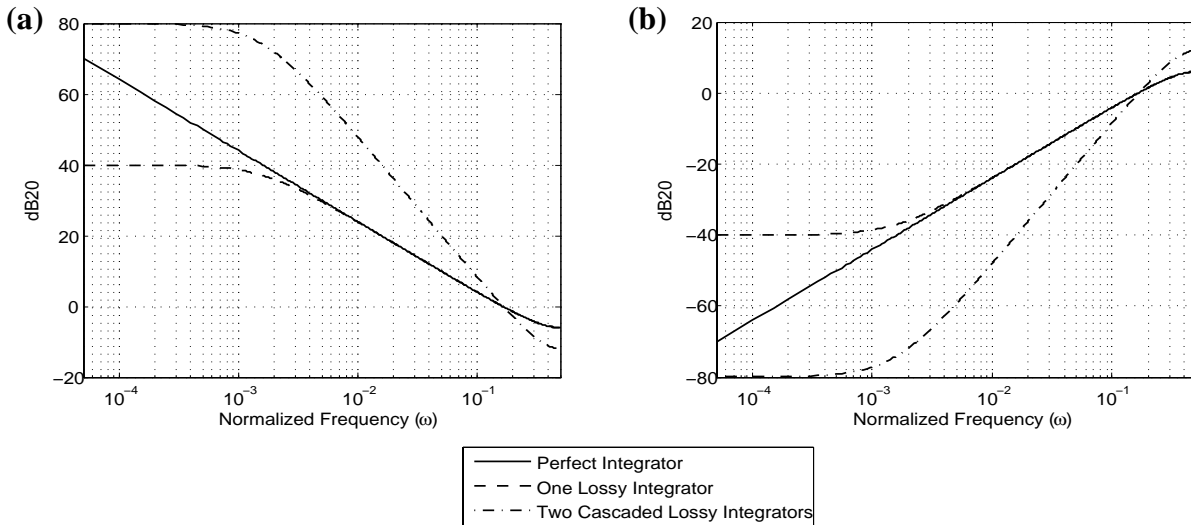 (a)
80
60
40
20
0
−20
dB20
10−4
10−3
10−2
10−1
Normalized Frequency (ω)
(b)
20
0
−20
−40
−60
−80
dB20
10−4
10−3
10−2
10−1
Normalized Frequency (ω)
Perfect Integrator
One Lossy Integrator
Two Cascaded Lossy Integrators